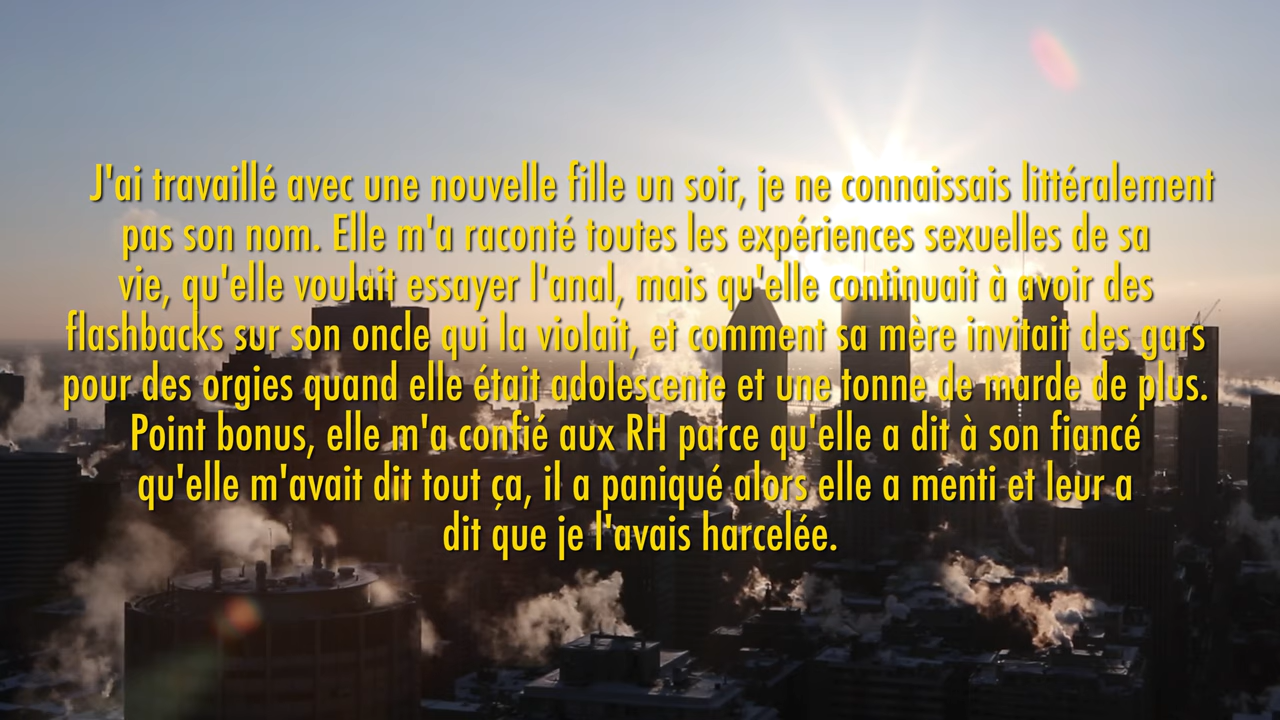 J'ai travaillé avec une nouvelle fille un soir, je ne connaissais littéralement
pas son nom. Elle m'a raconté toutes les expériences sexuelles de sa
vie, qu'elle voulait essayer l'anal, mais qu'elle continuait à avoir des
flashbacks sur son oncle qui la violait, et comment sa mère invitait des gars
pour des orgies quand elle était adolescente et une tonne de marde de plus.
Point bonus, elle m'a confié aux RH parce qu'elle a dit à son fiancé
qu'elle m'avait dit tout ça, il a paniqué alors elle a menti et leur a
dit que je l'avais harcelée.